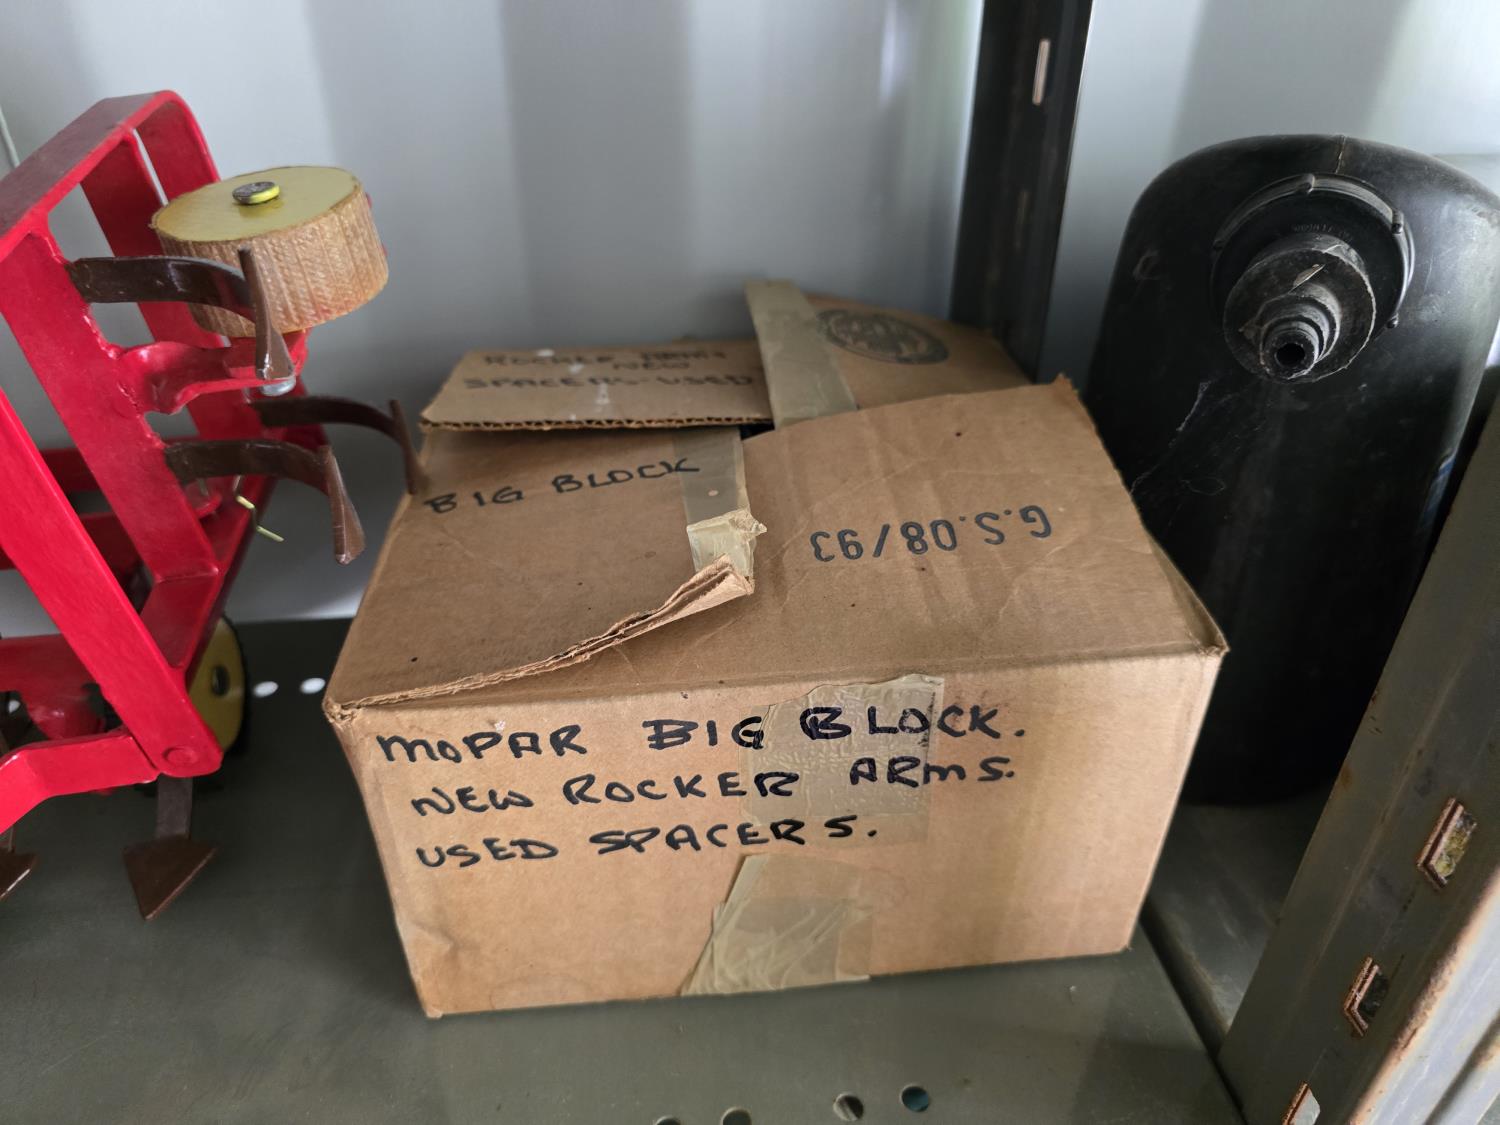 ROCKER ARMS
NEW
SPACERS-USED
BIG BLOCK
G.S.08/93
MOPAR BIG BLOCK.
NEW ROCKER ARMS.
USED SPACERS.